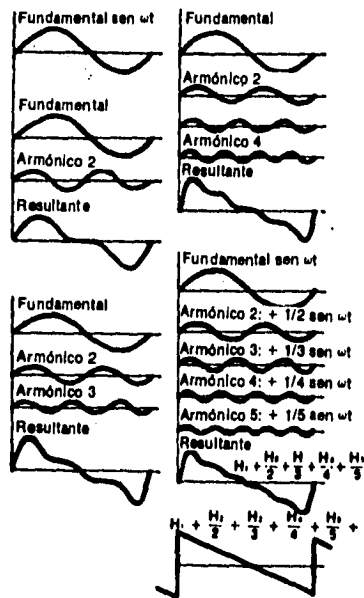 Fundamental sen ωt
Fundamental
Armónico 2
Resultante
Fundamental
Armónico 2
Armónico 3
Resultante
Fundamental
Armónico 2
Armónico 4
Resultante
Fundamental sen ωt
Armónico 2: + 1/2 sen ωt
Armónico 3: + 1/3 sen ωt
Armónico 4: + 1/4 sen ωt
Armónico 5: + 1/5 sen ωt
Resultante